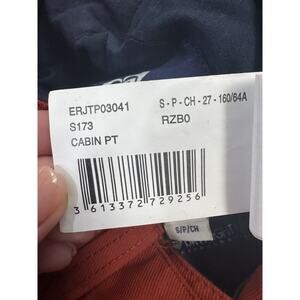 ERJTP03041
S - P - CH - 27 - 160/64A
S173
RZB0
CABIN PT
3 613372 729256
S/P/CH